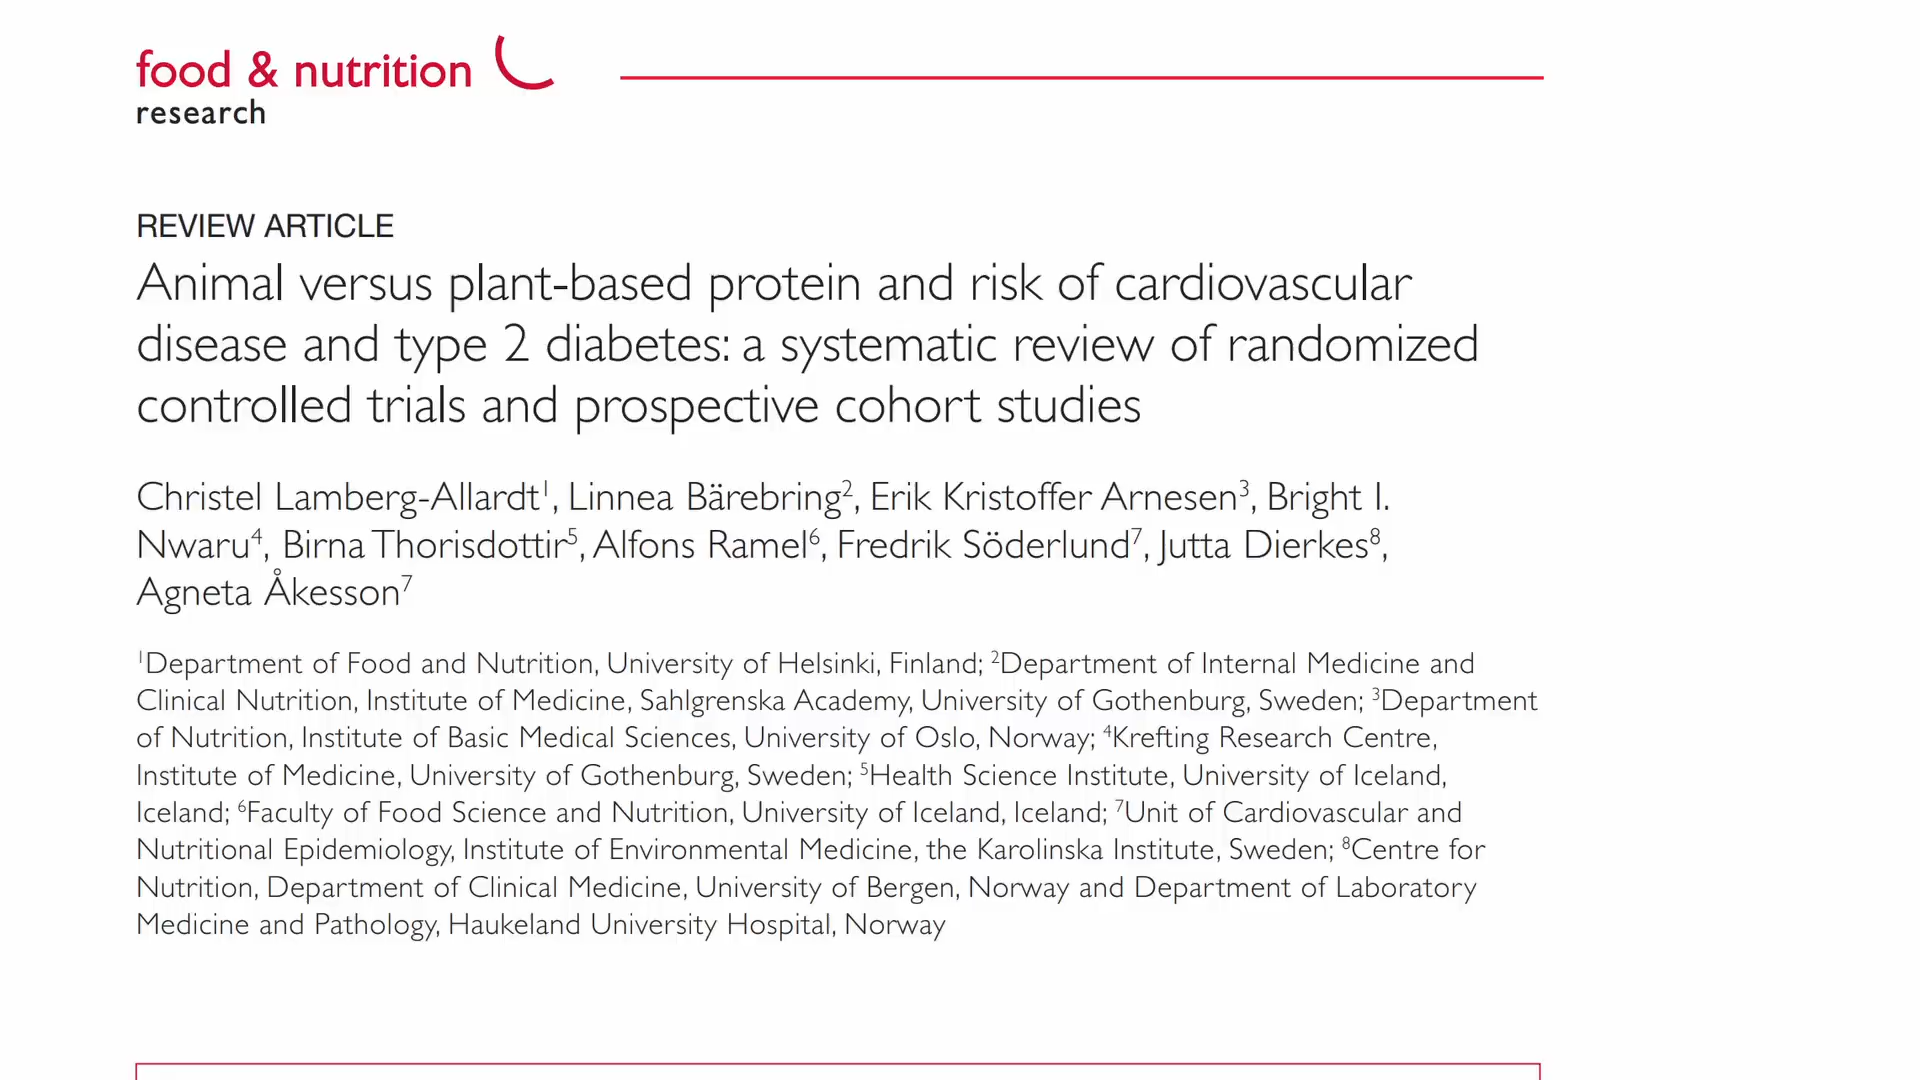 food & nutrition
research
REVIEW ARTICLE
Animal versus plant-based protein and risk of cardiovascular
disease and type 2 diabetes: a systematic review of randomized
controlled trials and prospective cohort studies
Christel Lamberg-Allardt¹, Linnea Bärebring², Erik Kristoffer Arnesen³, Bright I.
Nwaru⁴, Birna Thorisdottir⁵, Alfons Ramel⁶, Fredrik Söderlund⁷, Jutta Dierkes⁸,
Agneta Åkesson⁷
¹Department of Food and Nutrition, University of Helsinki, Finland; ²Department of Internal Medicine and
Clinical Nutrition, Institute of Medicine, Sahlgrenska Academy, University of Gothenburg, Sweden; ³Department
of Nutrition, Institute of Basic Medical Sciences, University of Oslo, Norway; ⁴Krefting Research Centre,
Institute of Medicine, University of Gothenburg, Sweden; ⁵Health Science Institute, University of Iceland,
Iceland; ⁶Faculty of Food Science and Nutrition, University of Iceland, Iceland; ⁷Unit of Cardiovascular and
Nutritional Epidemiology, Institute of Environmental Medicine, the Karolinska Institute, Sweden; ⁸Centre for
Nutrition, Department of Clinical Medicine, University of Bergen, Norway and Department of Laboratory
Medicine and Pathology, Haukeland University Hospital, Norway